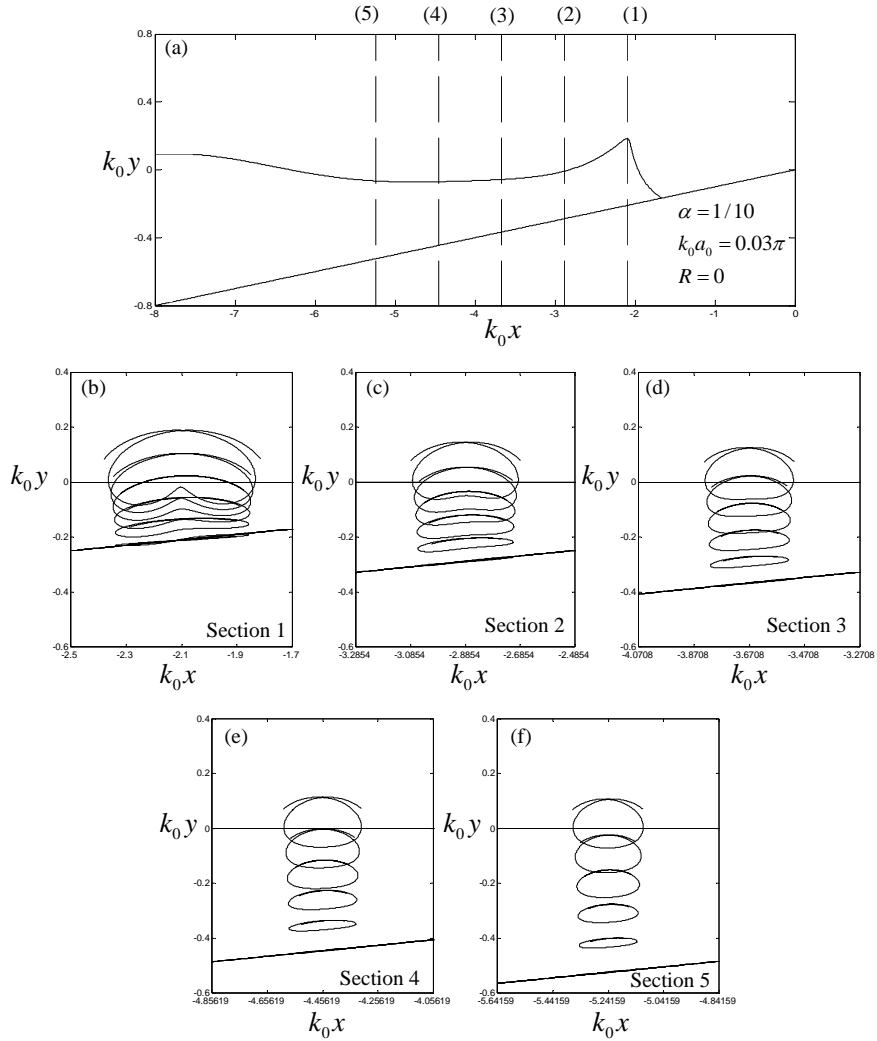 (5) (4) (3) (2) (1)
(a)
0.8
0.4
0
-0.4
-0.8
k₀y
α = 1/10
k₀a₀ = 0.03π
R = 0
-8 -7 -6 -5 -4 -3 -2 -1 0
k₀x
(b)
0.4
0.2
0
-0.2
-0.4
-0.6
k₀y
Section 1
-2.5 -2.3 -2.1 -1.9 -1.7
k₀x
(c)
0.4
0.2
0
-0.2
-0.4
-0.6
k₀y
Section 2
-3.2854 -3.0854 -2.8854 -2.6854 -2.4854
k₀x
(d)
0.4
0.2
0
-0.2
-0.4
-0.6
k₀y
Section 3
-4.0708 -3.8708 -3.6708 -3.4708 -3.2708
k₀x
(e)
0.4
0.2
0
-0.2
-0.4
-0.6
k₀y
Section 4
-4.85619 -4.65619 -4.45619 -4.25619 -4.05619
k₀x
(f)
0.4
0.2
0
-0.2
-0.4
-0.6
k₀y
Section 5
-5.64159 -5.44159 -5.24159 -5.04159 -4.84159
k₀x